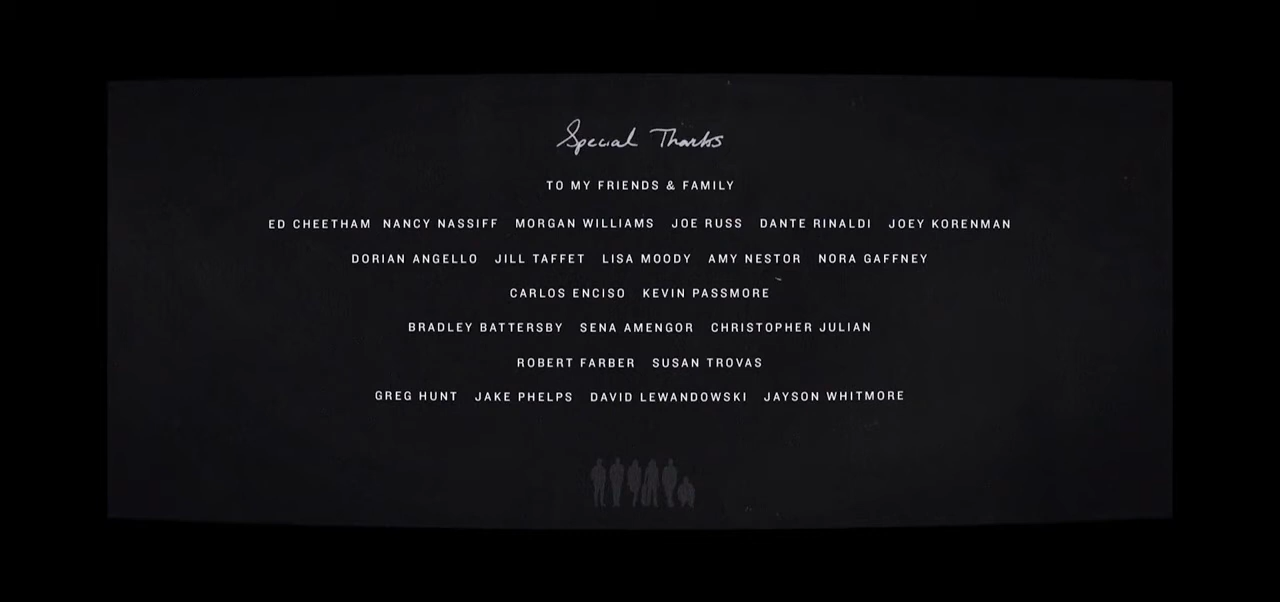 Special Thanks
TO MY FRIENDS & FAMILY
ED CHEETHAM NANCY NASSIFF MORGAN WILLIAMS JOE RUSS DANTE RINALDI JOEY KORENMAN
DORIAN ANGELLO JILL TAFFET LISA MOODY AMY NESTOR NORA GAFFNEY
CARLOS ENCISO KEVIN PASSMORE
BRADLEY BATTERSBY SENA AMENGOR CHRISTOPHER JULIAN
ROBERT FARBER SUSAN TROVAS
GREG HUNT JAKE PHELPS DAVID LEWANDOWSKI JAYSON WHITMORE